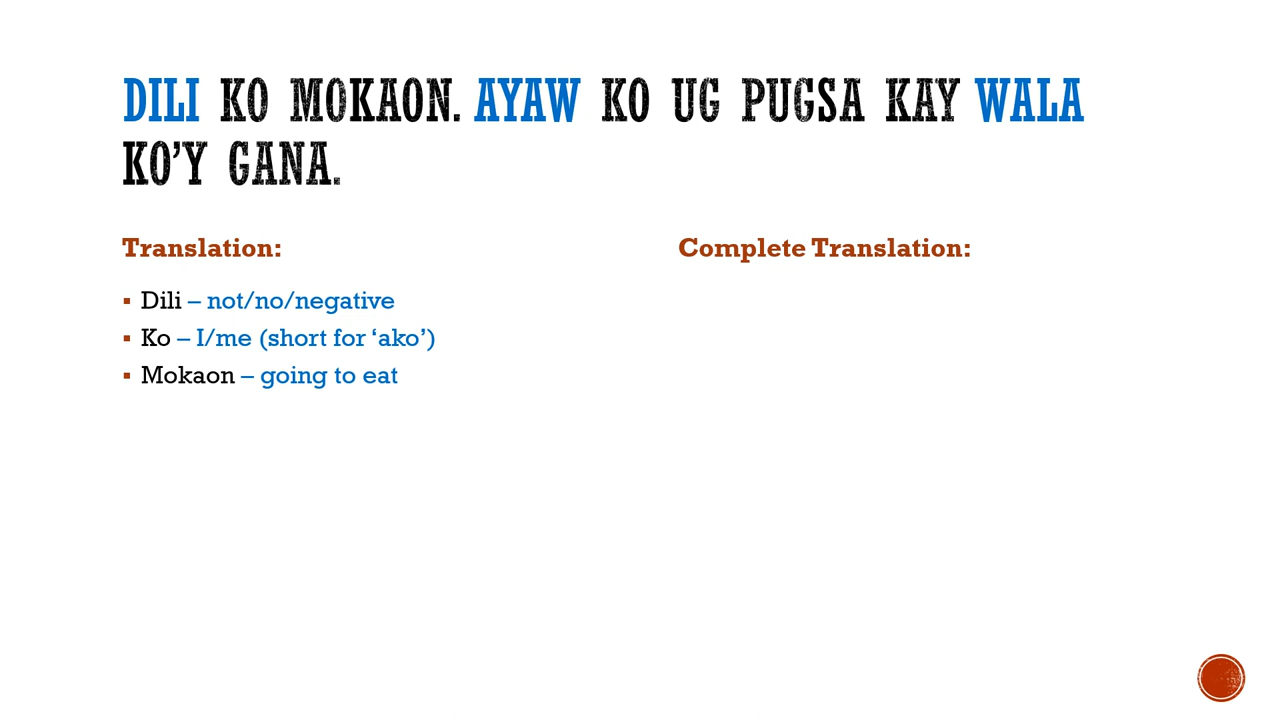 DILI KO MOKAON. AYAW KO UG PUGSA KAY WALA
KO’Y GANA.
Translation:
▪ Dili – not/no/negative
▪ Ko – I/me (short for ‘ako’)
▪ Mokaon – going to eat
Complete Translation: